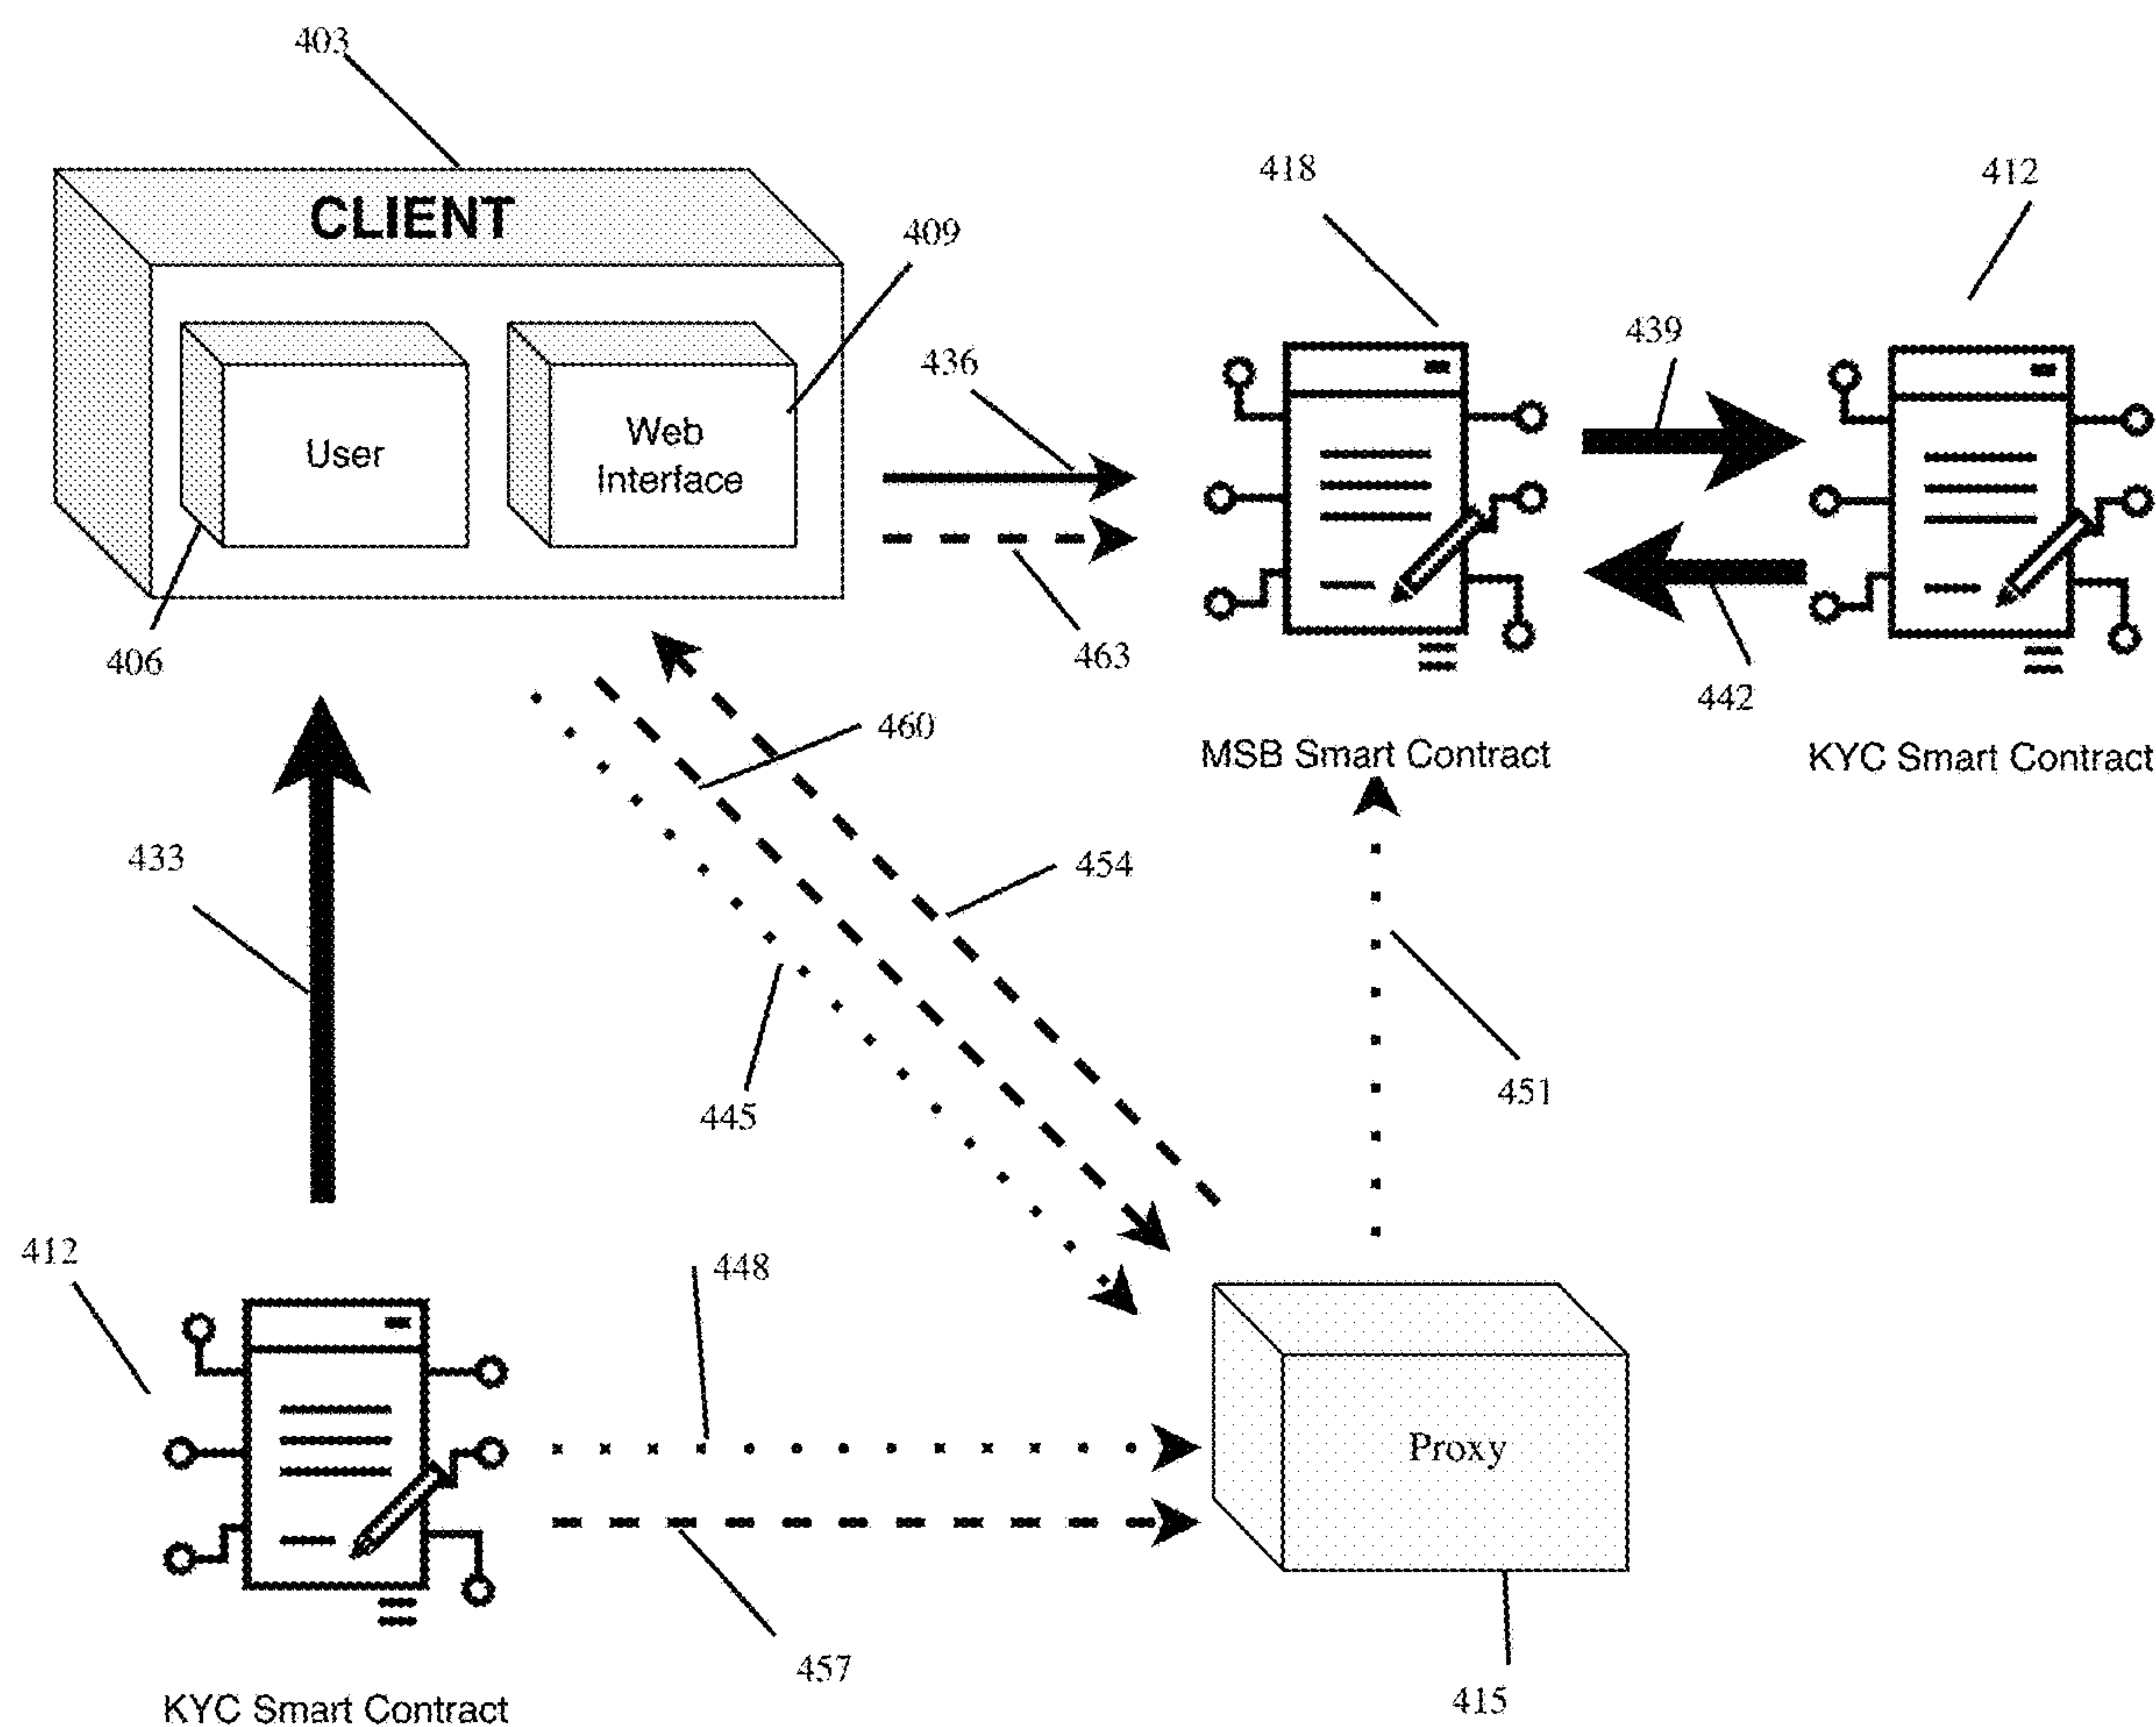 403
CLIENT
418
412
409
439
436
User
Web
Interface
463
406
442
460
MSB Smart Contract
KYC Smart Contract
433
454
451
445
412
448
Proxy
457
415
KYC Smart Contract